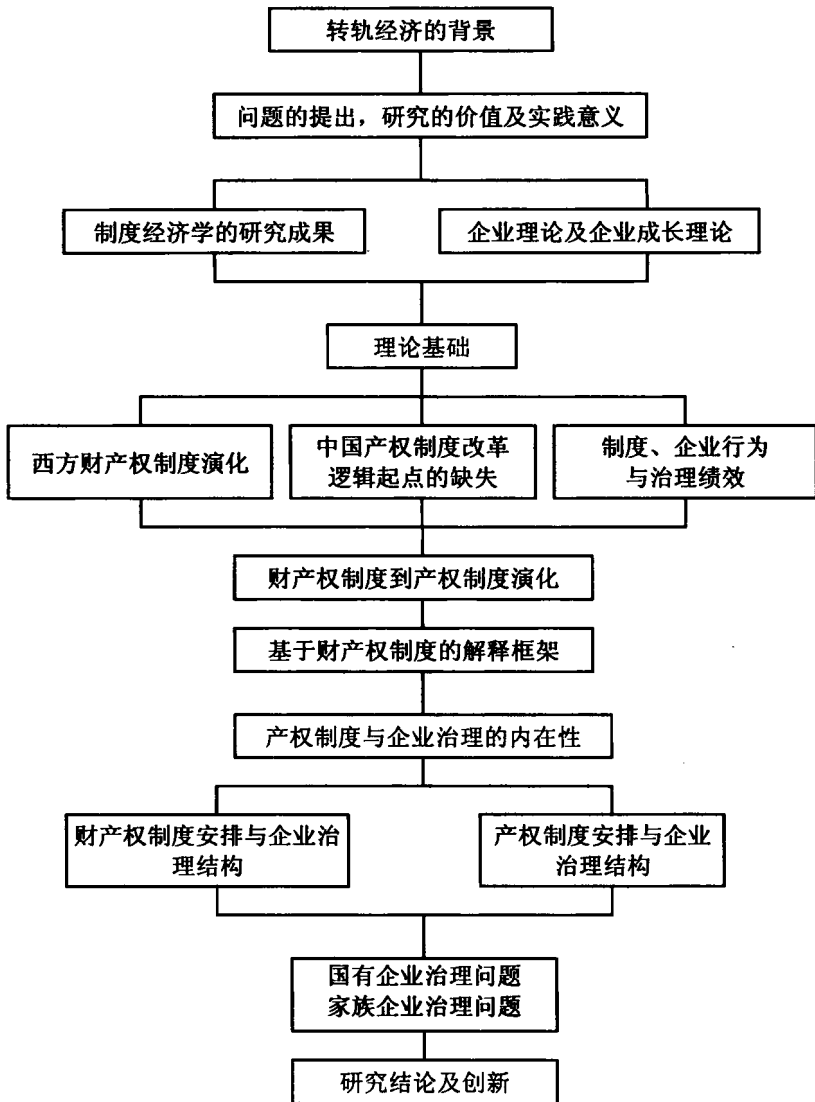 转轨经济的背景
问题的提出，研究的价值及实践意义
制度经济学的研究成果
企业理论及企业成长理论
理论基础
西方财产权制度演化
中国产权制度改革
逻辑起点的缺失
制度、企业行为
与治理绩效
财产权制度到产权制度演化
基于财产权制度的解释框架
产权制度与企业治理的内在性
财产权制度安排与企业治
理结构
产权制度安排与企业
治理结构
国有企业治理问题
家族企业治理问题
研究结论及创新